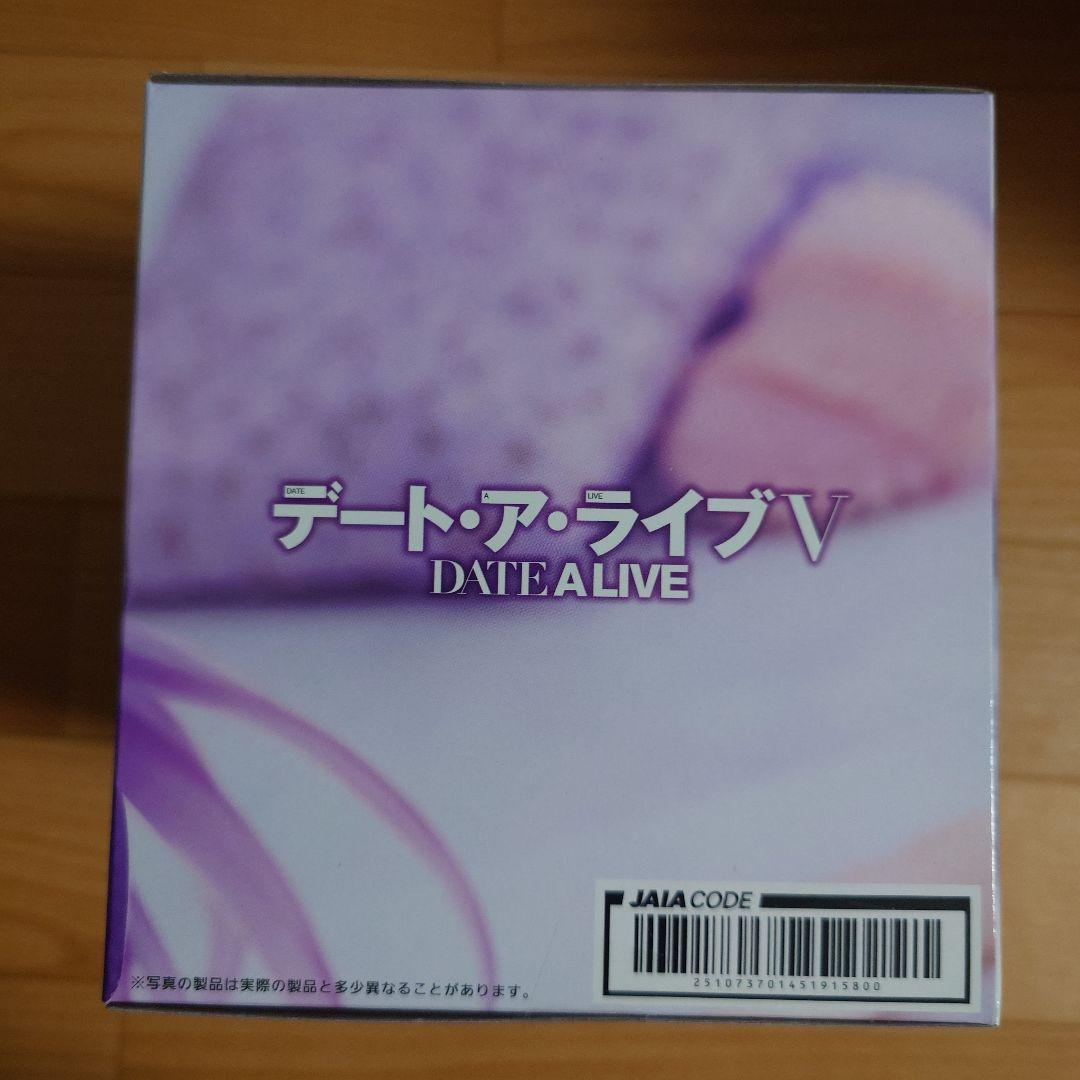 DATE A LIVE
デート・ア・ライブV
DATE A LIVE
JAIA CODE
251073701451915800
※写真の製品は実際の製品と多少異なることがあります。